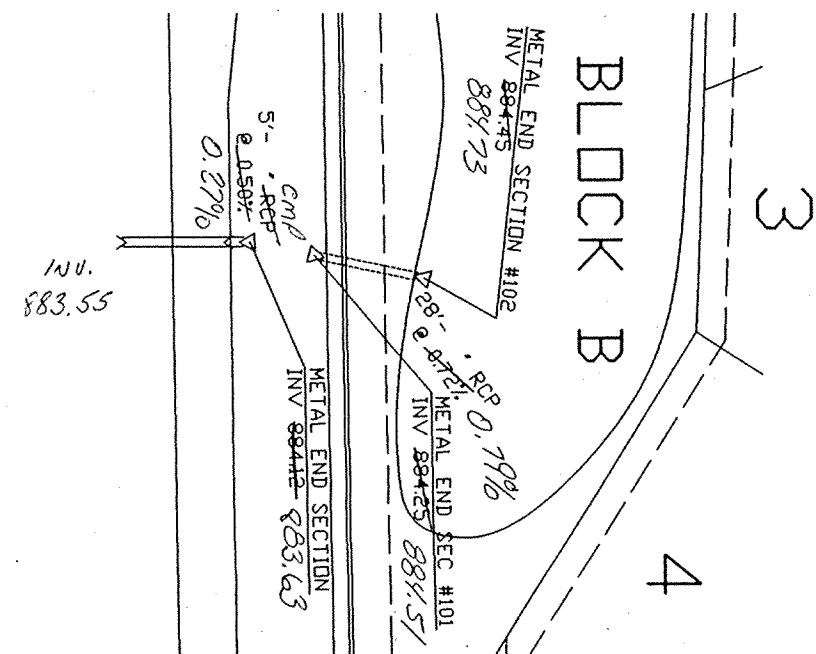 METAL END SECTION #102
INV 884.45
884.73
BLOCK B
3
4
5'- " RCP
cmp
@ 0.50%
0.27%
INV.
883.55
28'- " RCP
@ 0.72%
0.79%
METAL END SEC #101
INV 884.25 884.51
METAL END SECTION
INV 884.12 883.63